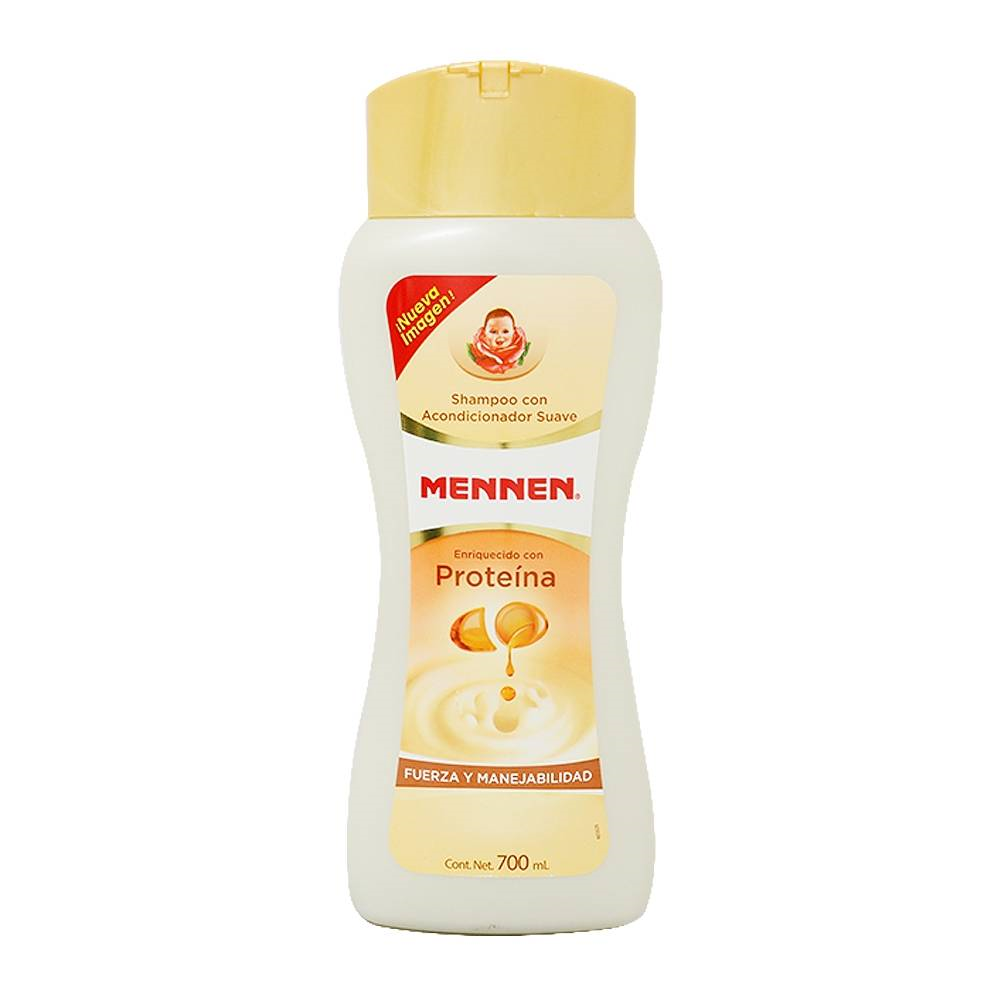 ¡Nueva
Imagen!
Shampoo con
Acondicionador Suave
MENNEN®
Enriquecido con
Proteína
FUERZA Y MANEJABILIDAD
Cont. Net. 700 mL